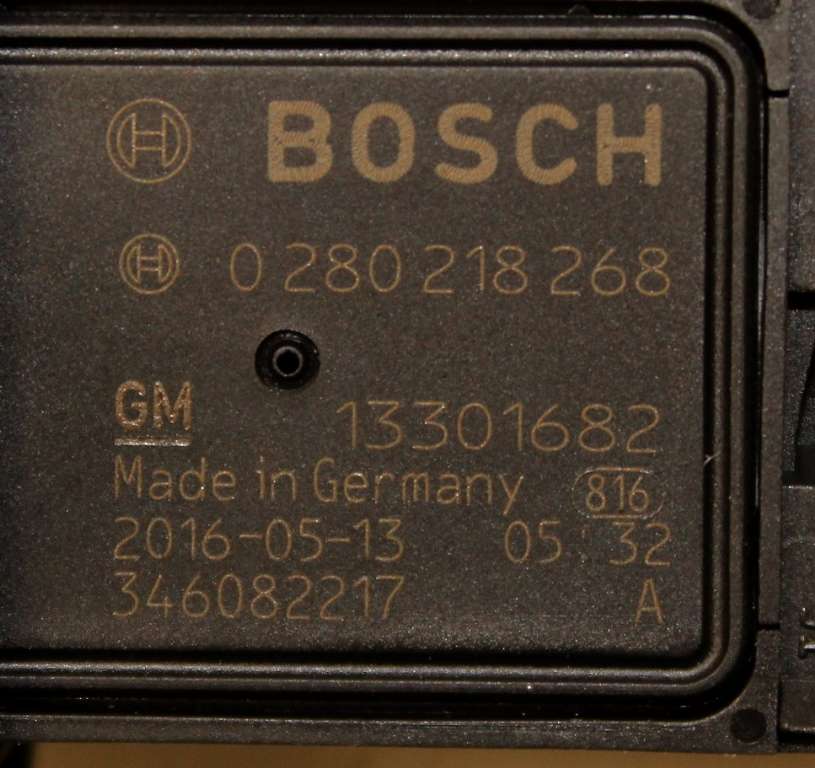 BOSCH
0 280 218 268
GM 13301682
Made in Germany 816
2016-05-13 05 32
346082217 A